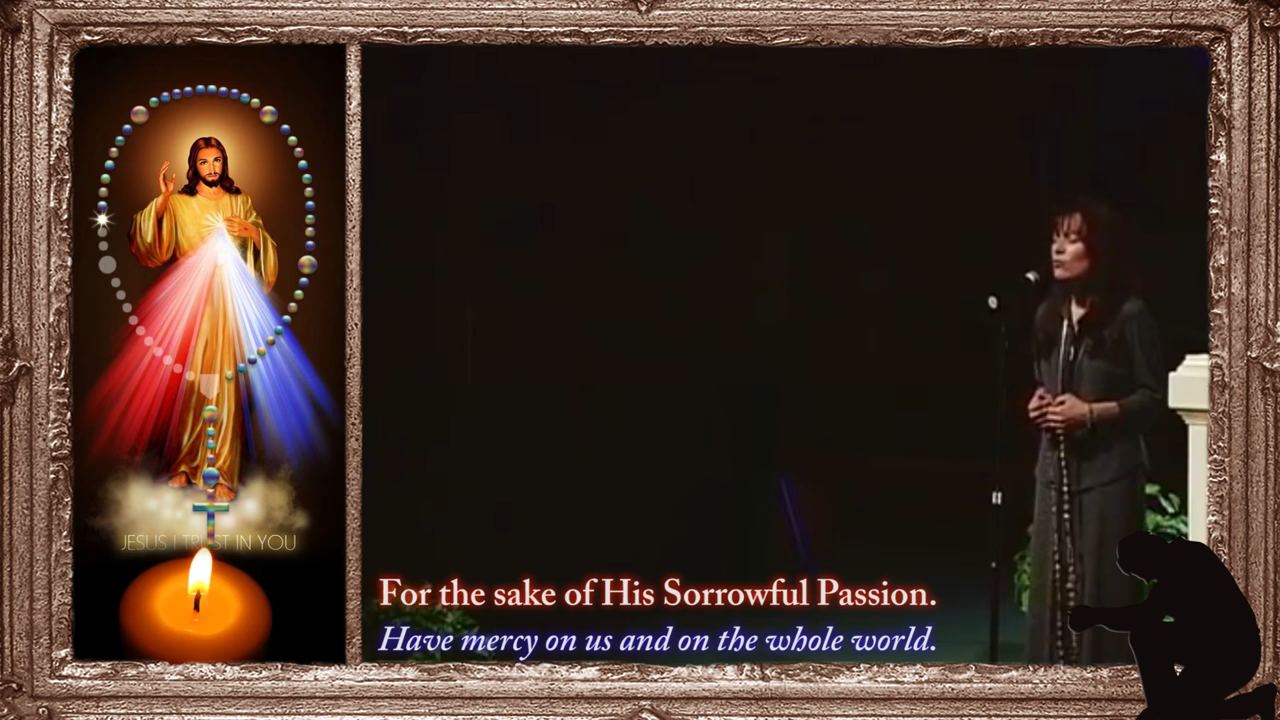 JESUS I TRUST IN YOU
For the sake of His Sorrowful Passion.
Have mercy on us and on the whole world.